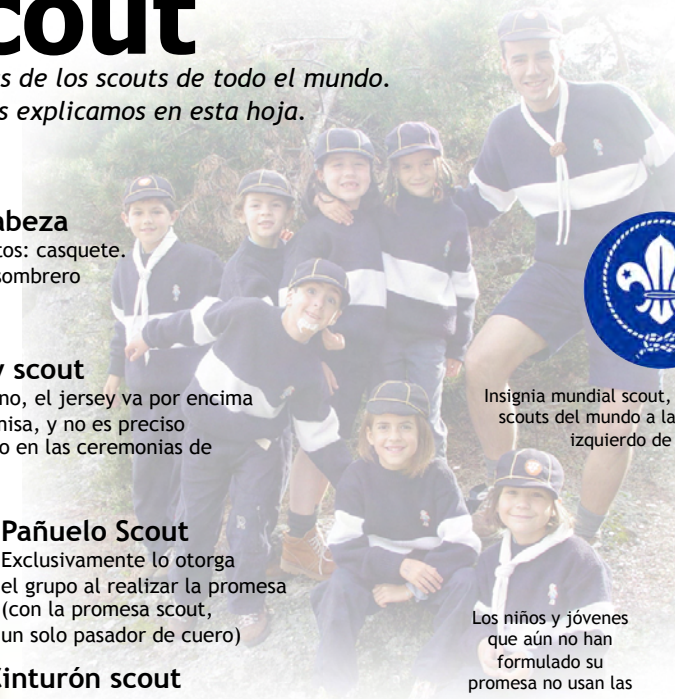 cout
s de los scouts de todo el mundo.
s explicamos en esta hoja.
abeza
tos: casquete.
sombrero
y scout
no, el jersey va por encima
nisa, y no es preciso
o en las ceremonias de
Insignia mundial scout,
scouts del mundo a la
izquierdo de
Pañuelo Scout
Exclusivamente lo otorga
el grupo al realizar la promesa
(con la promesa scout,
un solo pasador de cuero)
Cinturón scout
Los niños y jóvenes
que aún no han
formulado su
promesa no usan las